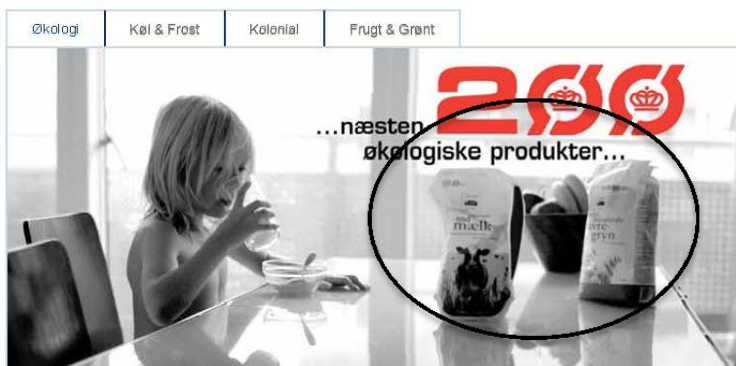 Økologi
Køl & Frost
Kolonial
Frugt & Grønt
200
...næsten
økologiske produkter...
mælk
gryn